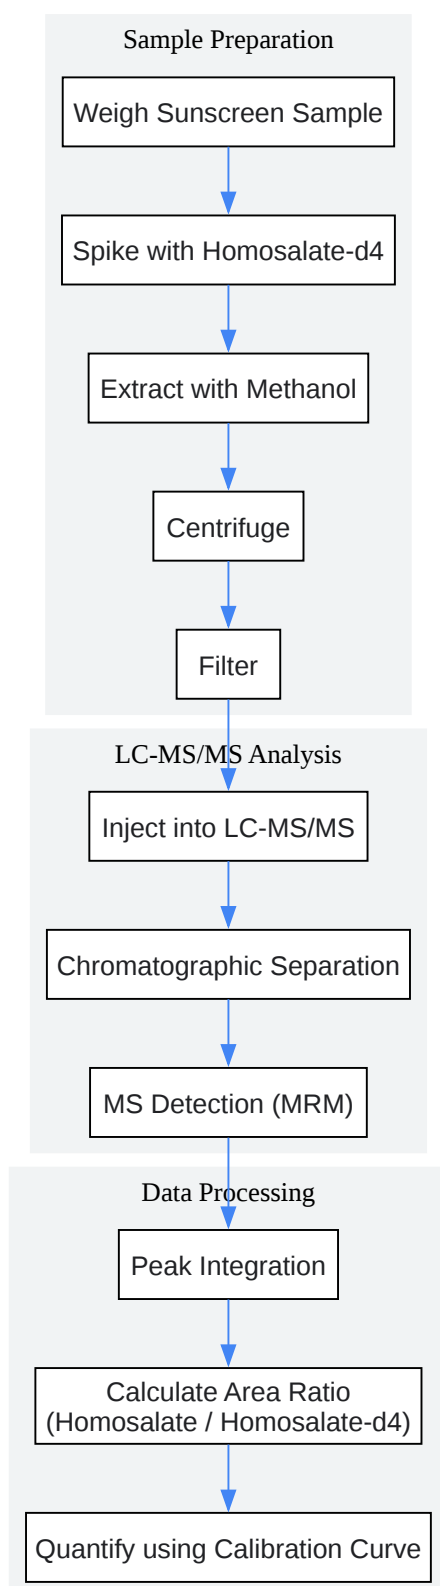 Sample Preparation
Weigh Sunscreen Sample
Spike with Homosalate-d4
Extract with Methanol
Centrifuge
Filter
LC-MS/MS Analysis
Inject into LC-MS/MS
Chromatographic Separation
MS Detection (MRM)
Data Processing
Peak Integration
Calculate Area Ratio
(Homosalate / Homosalate-d4)
Quantify using Calibration Curve